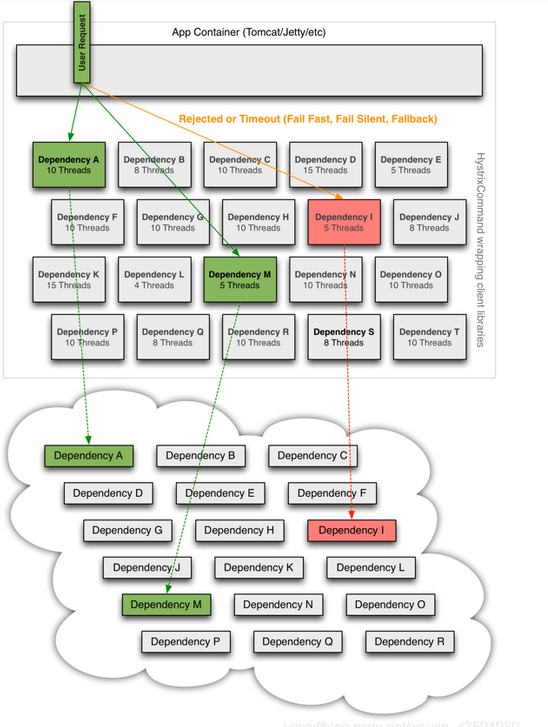 User Request
App Container (Tomcat/Jetty/etc)
Rejected or Timeout (Fail Fast, Fail Silent, Fallback)
Dependency A
10 Threads
Dependency B
8 Threads
Dependency C
10 Threads
Dependency D
15 Threads
Dependency E
5 Threads
Dependency F
10 Threads
Dependency G
10 Threads
Dependency H
10 Threads
Dependency I
5 Threads
Dependency J
8 Threads
Dependency K
15 Threads
Dependency L
4 Threads
Dependency M
5 Threads
Dependency N
10 Threads
Dependency O
10 Threads
Dependency P
10 Threads
Dependency Q
8 Threads
Dependency R
10 Threads
Dependency S
8 Threads
Dependency T
10 Threads
HystrixCommand wrapping client libraries
Dependency A
Dependency B
Dependency C
Dependency D
Dependency E
Dependency F
Dependency G
Dependency H
Dependency I
Dependency J
Dependency K
Dependency L
Dependency M
Dependency N
Dependency O
Dependency P
Dependency Q
Dependency R